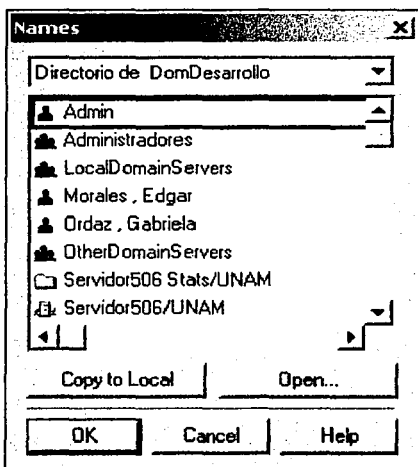 Names
Directorio de DomDesarrollo
Admin
Administradores
LocalDomainServers
Morales , Edgar
Ordaz , Gabriela
OtherDomainServers
Servidor506 Stats/UNAM
Servidor506/UNAM
Copy to Local Open...
OK Cancel Help